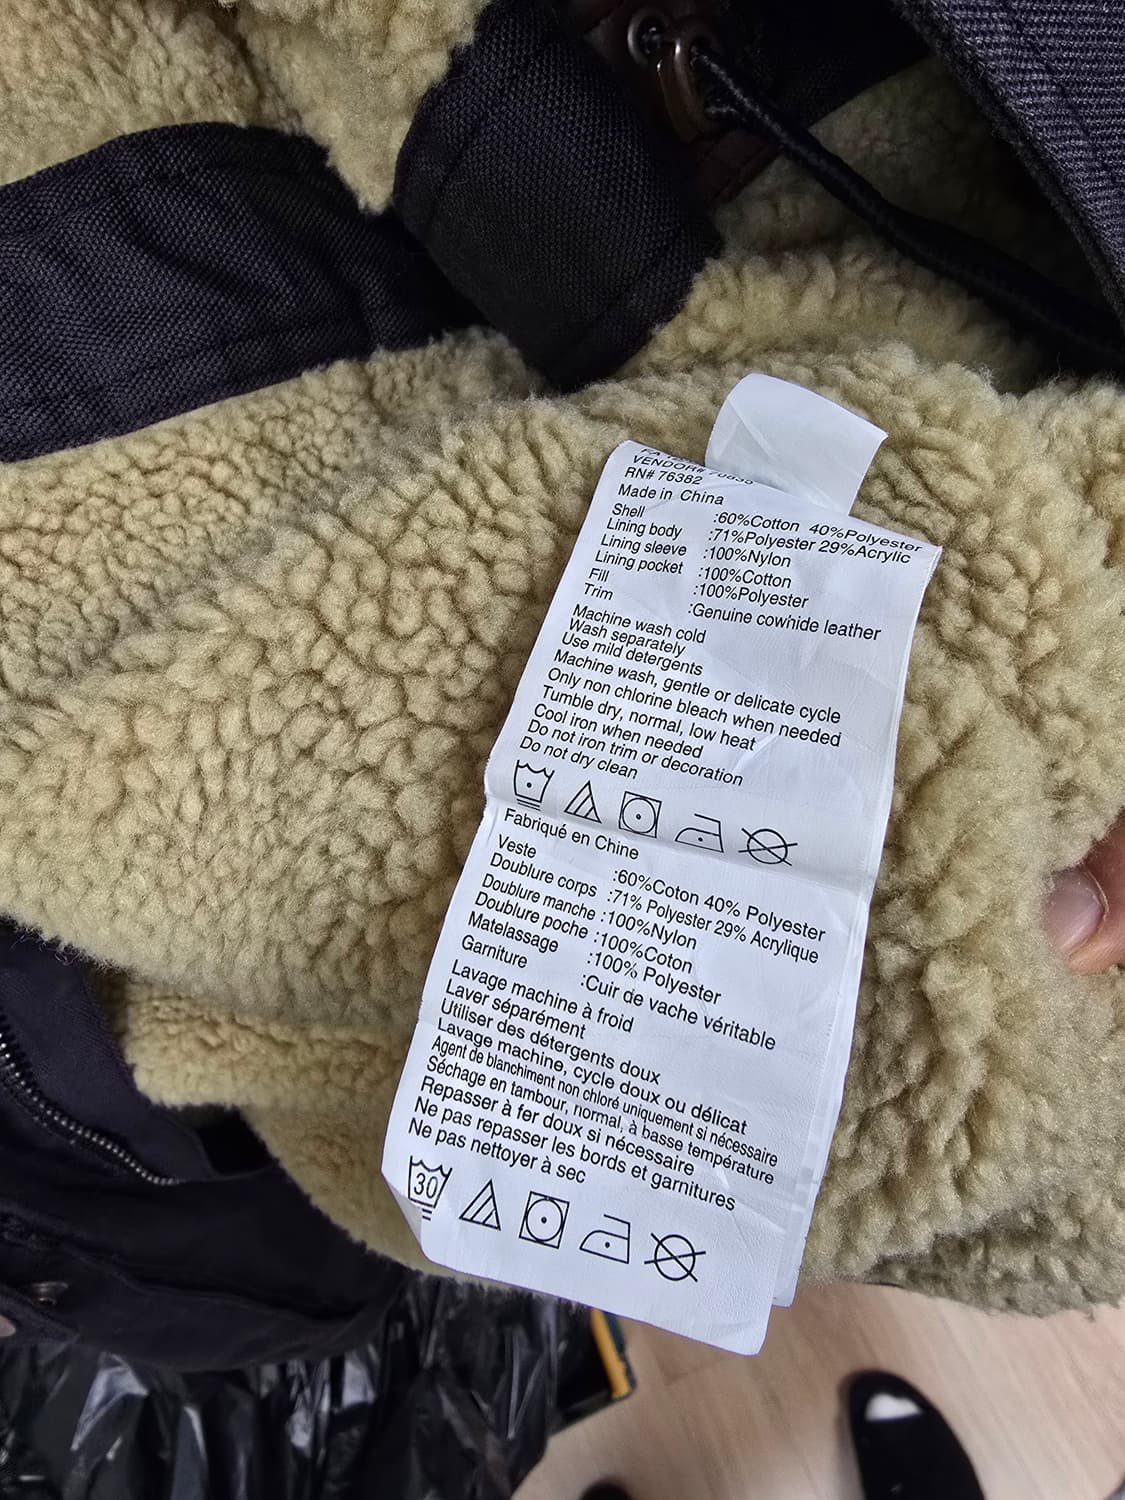 VENDOR#
RN# 76382
Made in China
Shell :60%Cotton 40%Polyester
Lining body :71%Polyester 29%Acrylic
Lining sleeve :100%Nylon
Lining pocket :100%Cotton
Fill :100%Polyester
Trim :Genuine cowhide leather
Machine wash cold
Wash separately
Use mild detergents
Machine wash, gentle or delicate cycle
Only non chlorine bleach when needed
Tumble dry, normal, low heat
Cool iron when needed
Do not iron trim or decoration
Do not dry clean
Fabriqué en Chine
Veste :60%Coton 40% Polyester
Doublure corps :71% Polyester 29% Acrylique
Doublure manche :100%Nylon
Doublure poche :100%Coton
Matelassage :100% Polyester
Garniture :Cuir de vache véritable
Lavage machine à froid
Laver séparément
Utiliser des détergents doux
Lavage machine, cycle doux ou délicat
Agent de blanchiment non chloré uniquement si nécessaire
Séchage en tambour, normal, à basse température
Repasser à fer doux si nécessaire
Ne pas repasser les bords et garnitures
Ne pas nettoyer à sec
30